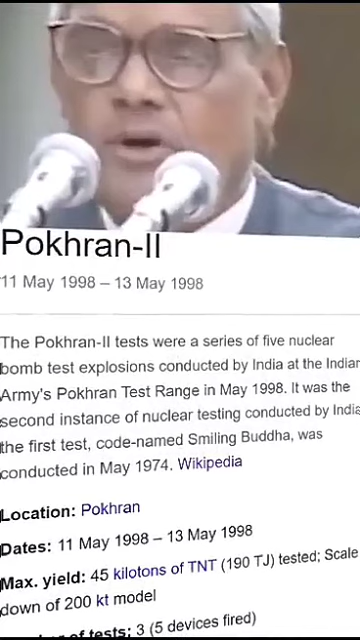 Pokhran-II
11 May 1998 – 13 May 1998
The Pokhran-II tests were a series of five nuclear
bomb test explosions conducted by India at the Indian
Army's Pokhran Test Range in May 1998. It was the
second instance of nuclear testing conducted by India
the first test, code-named Smiling Buddha, was
conducted in May 1974. Wikipedia
Location: Pokhran
Dates: 11 May 1998 – 13 May 1998
Max. yield: 45 kilotons of TNT (190 TJ) tested; Scale
down of 200 kt model
of tests: 3 (5 devices fired)